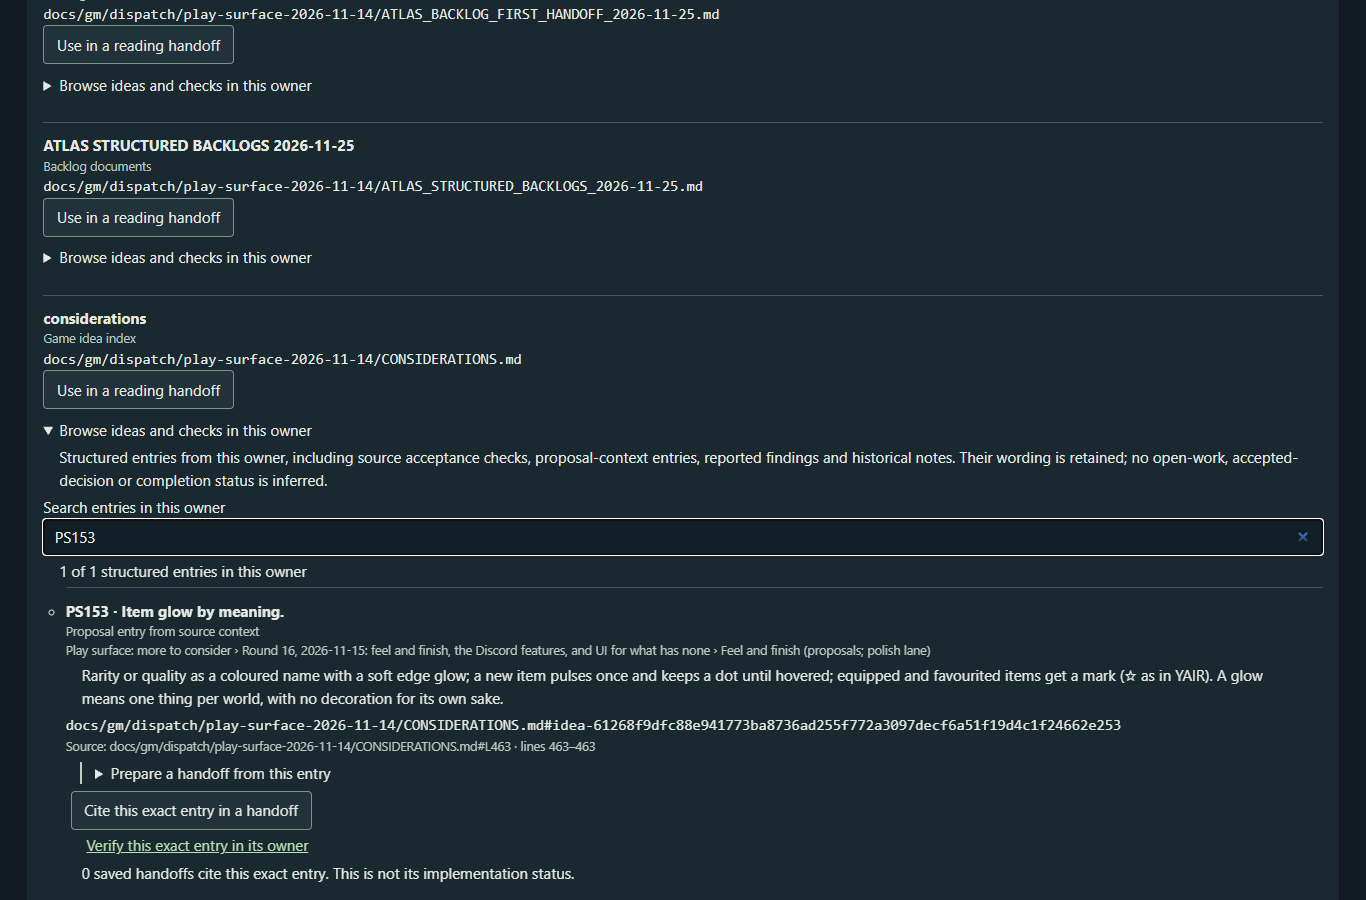 docs/gm/dispatch/play-surface-2026-11-14/ATLAS_BACKLOG_FIRST_HANDOFF_2026-11-25.md
Use in a reading handoff
▶ Browse ideas and checks in this owner
ATLAS STRUCTURED BACKLOGS 2026-11-25
Backlog documents
docs/gm/dispatch/play-surface-2026-11-14/ATLAS_STRUCTURED_BACKLOGS_2026-11-25.md
Use in a reading handoff
▶ Browse ideas and checks in this owner
considerations
Game idea index
docs/gm/dispatch/play-surface-2026-11-14/CONSIDERATIONS.md
Use in a reading handoff
▼ Browse ideas and checks in this owner
Structured entries from this owner, including source acceptance checks, proposal-context entries, reported findings and historical notes. Their wording is retained; no open-work, accepted-
decision or completion status is inferred.
Search entries in this owner
PS153
1 of 1 structured entries in this owner
PS153 · Item glow by meaning.
Proposal entry from source context
Play surface: more to consider › Round 16, 2026-11-15: feel and finish, the Discord features, and UI for what has none › Feel and finish (proposals; polish lane)
Rarity or quality as a coloured name with a soft edge glow; a new item pulses once and keeps a dot until hovered; equipped and favourited items get a mark (☆ as in YAIR). A glow
means one thing per world, with no decoration for its own sake.
docs/gm/dispatch/play-surface-2026-11-14/CONSIDERATIONS.md#idea-61268f9dfc88e941773ba8736ad255f772a3097decf6a51f19d4c1f24662e253
Source: docs/gm/dispatch/play-surface-2026-11-14/CONSIDERATIONS.md#L463 · lines 463–463
▶ Prepare a handoff from this entry
Cite this exact entry in a handoff
Verify this exact entry in its owner
0 saved handoffs cite this exact entry. This is not its implementation status.